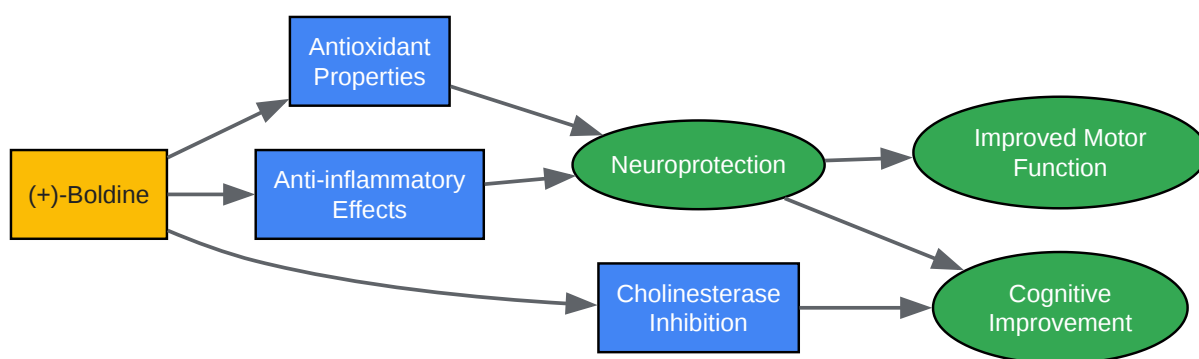 Antioxidant
Properties
(+)-Boldine
Anti-inflammatory
Effects
Neuroprotection
Improved Motor
Function
Cholinesterase
Inhibition
Cognitive
Improvement